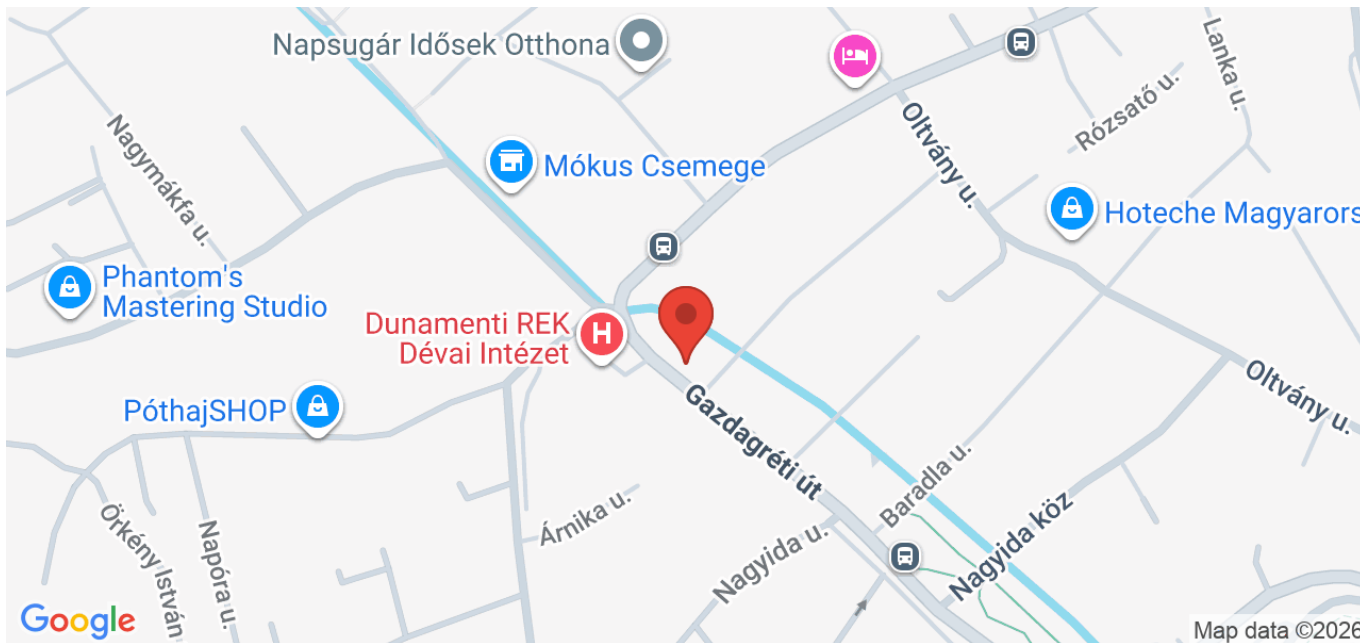 Napsugár Idősek Otthona
Lanka u.
Rózsatő u.
Oltvány u.
Nagymákfa u.
Mókus Csemege
Hoteche Magyarors
Phantom's
Mastering Studio
Dunamenti REK
Dévai Intézet
H
PóthajSHOP
Gazdagréti út
Oltvány u.
Baradla u.
Árnika u.
Nagyida u.
Nagyida köz
Örkény István
Napóra u.
Google
Map data ©2026